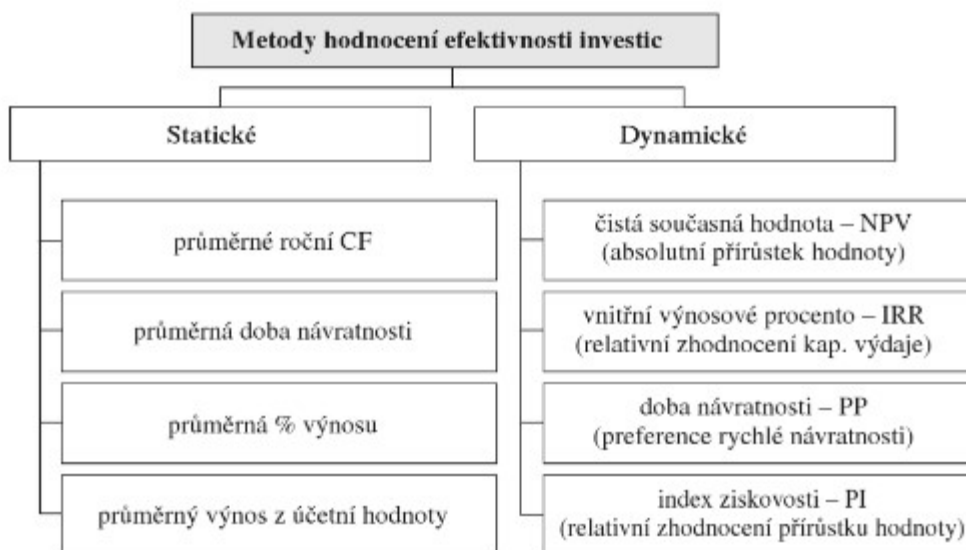 Metody hodnocení efektivnosti investic
Statické
průměrné roční CF
průměrná doba návratnosti
průměrná % výnosu
průměrný výnos z účetní hodnoty
Dynamické
čistá současná hodnota – NPV
(absolutní přírůstek hodnoty)
vnitřní výnosové procento – IRR
(relativní zhodnocení kap. výdaje)
doba návratnosti – PP
(preference rychlé návratnosti)
index ziskovosti – PI
(relativní zhodnocení přírůstku hodnoty)